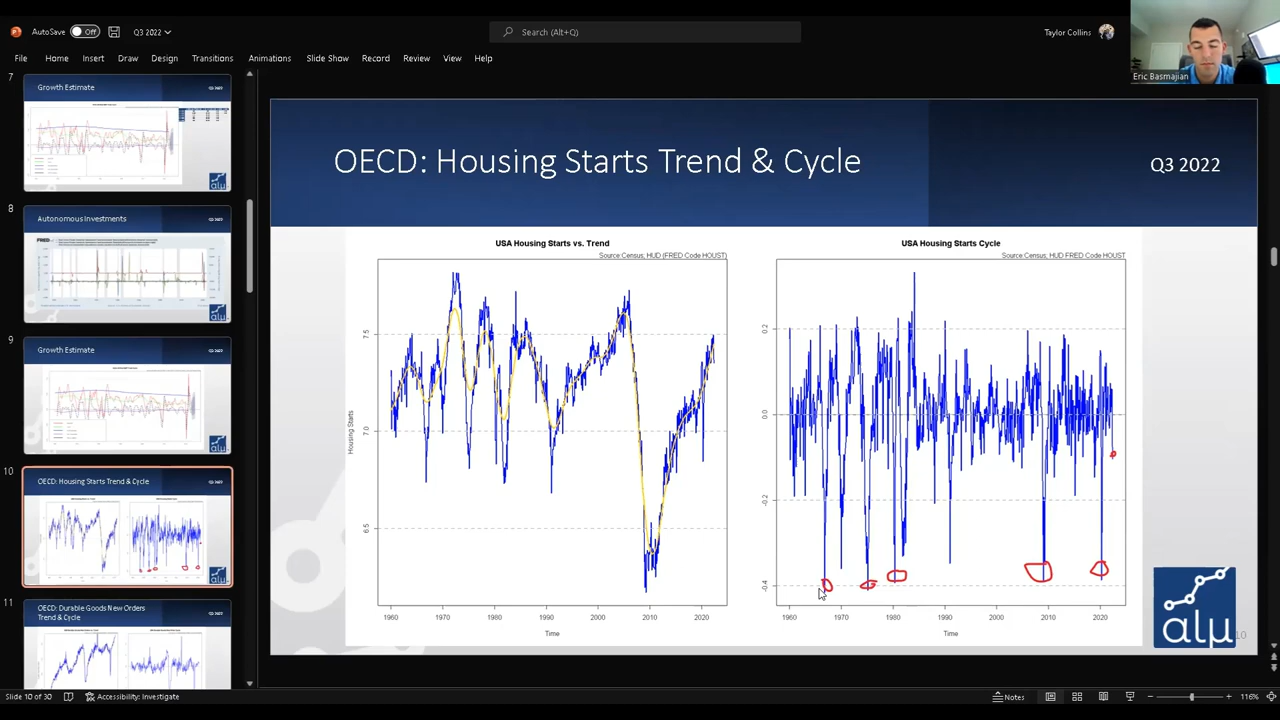 AutoSave Off Q3 2022 Search (Alt+Q) Taylor Collins
File Home Insert Draw Design Transitions Animations Slide Show Record Review View Help
Eric Basmajian
7
Growth Estimate
8
Autonomous Investments
FRED
9
Growth Estimate
10
OECD: Housing Starts Trend & Cycle
11
OECD: Durable Goods New Orders
Trend & Cycle
OECD: Housing Starts Trend & Cycle
Q3 2022
USA Housing Starts vs. Trend
Source:Census; HUD (FRED Code HOUST)
Housing Starts
7.5
7.0
6.5
1960 1970 1980 1990 2000 2010 2020
Time
USA Housing Starts Cycle
Source:Census; HUD FRED Code HOUST
0.2
0.0
-0.2
-0.4
1960 1970 1980 1990 2000 2010 2020
Time
alμ
10
Slide 10 of 30 Accessibility: Investigate Notes 116%